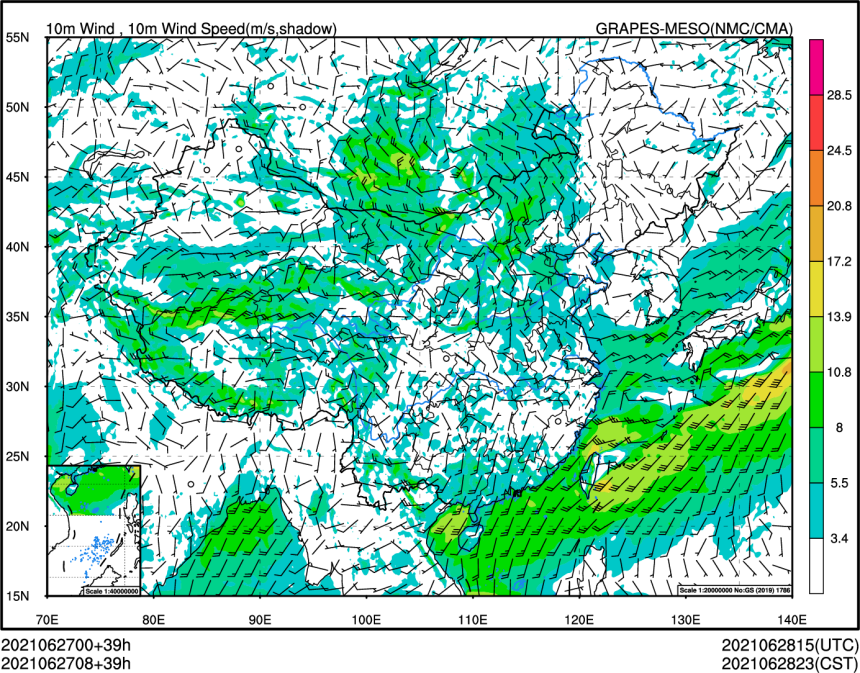 10m Wind , 10m Wind Speed(m/s,shadow) GRAPES-MESO(NMC/CMA)
55N
50N
45N
40N
35N
30N
25N
20N
15N
70E 80E 90E 100E 110E 120E 130E 140E
28.5
24.5
20.8
17.2
13.9
10.8
8
5.5
3.4
Scale 1:40000000
Scale 1:20000000 No:GS (2019) 1786
2021062700+39h 2021062815(UTC)
2021062708+39h 2021062823(CST)